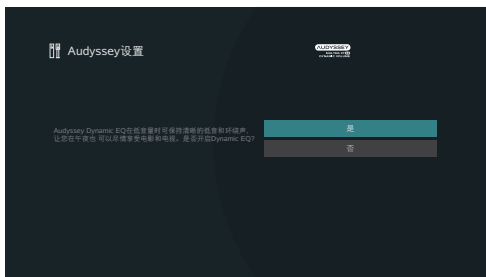 Audyssey设置
AUDYSSEY
DYNAMIC VOLUME
Audyssey Dynamic EQ在低音量时可保持清晰的低音和环绕声,
让您在午夜也 可以尽情享受电影和电视。是否开启Dynamic EQ?
是
否